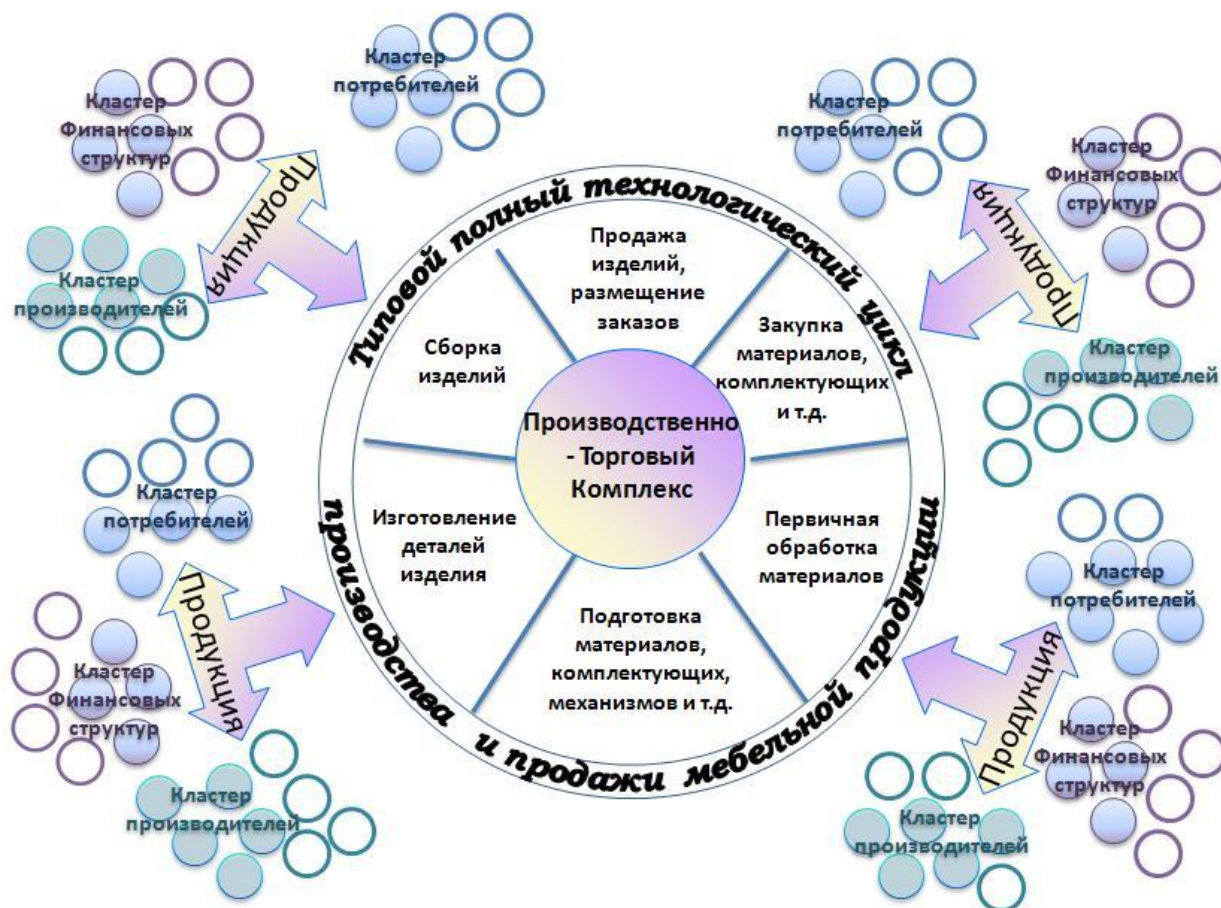 Кластер
потребителей
Кластер
Финансовых
структур
Продукция
Кластер
производителей
Кластер
потребителей
Кластер
Финансовых
структур
Продукция
Кластер
производителей
Типовой полный технологический цикл
производства и продажи мебельной продукции
Продажа
изделий,
размещение
заказов
Закупка
материалов,
комплектующих
и т.д.
Первичная
обработка
материалов
Подготовка
материалов,
комплектующих,
механизмов и т.д.
Изготовление
деталей
изделия
Сборка
изделий
Производственно
- Торговый
Комплекс
Кластер
потребителей
Продукция
Кластер
Финансовых
структур
Кластер
производителей
Кластер
потребителей
Продукция
Кластер
Финансовых
структур
Кластер
производителей